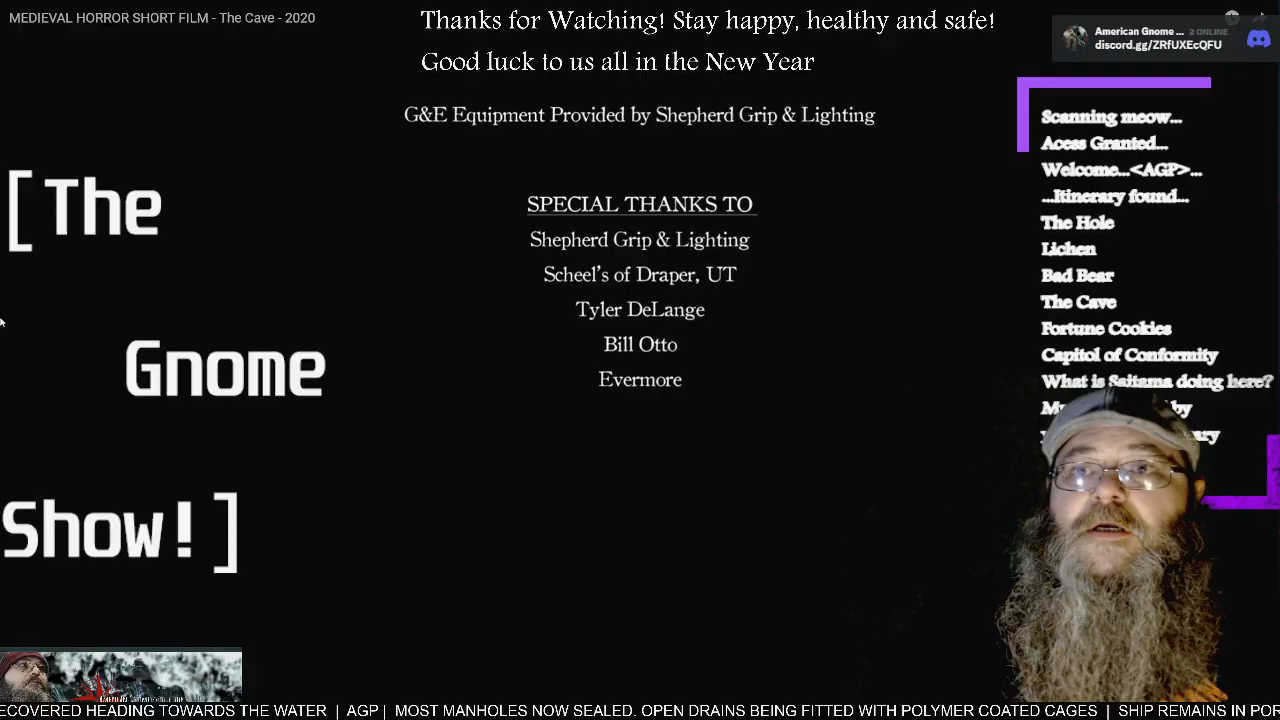 MEDIEVAL HORROR SHORT FILM - The Cave - 2020
Thanks for Watching! Stay happy, healthy and safe!
Good luck to us all in the New Year
G&E Equipment Provided by Shepherd Grip & Lighting
SPECIAL THANKS TO
Shepherd Grip & Lighting
Scheel's of Draper, UT
Tyler DeLange
Bill Otto
Evermore
[The
Gnome
Show!]
American Gnome ... 2 ONLINE
discord.gg/ZRfUXEcQFU
Scanning meow...
Acess Granted...
Welcome...<AGP>...
...Itinerary found...
The Hole
Lichen
Bad Bear
The Cave
Fortune Cookies
Capitol of Conformity
What is Saitama doing here?
by
ECOVERED HEADING TOWARDS THE WATER | AGP | MOST MANHOLES NOW SEALED. OPEN DRAINS BEING FITTED WITH POLYMER COATED CAGES | SHIP REMAINS IN POR